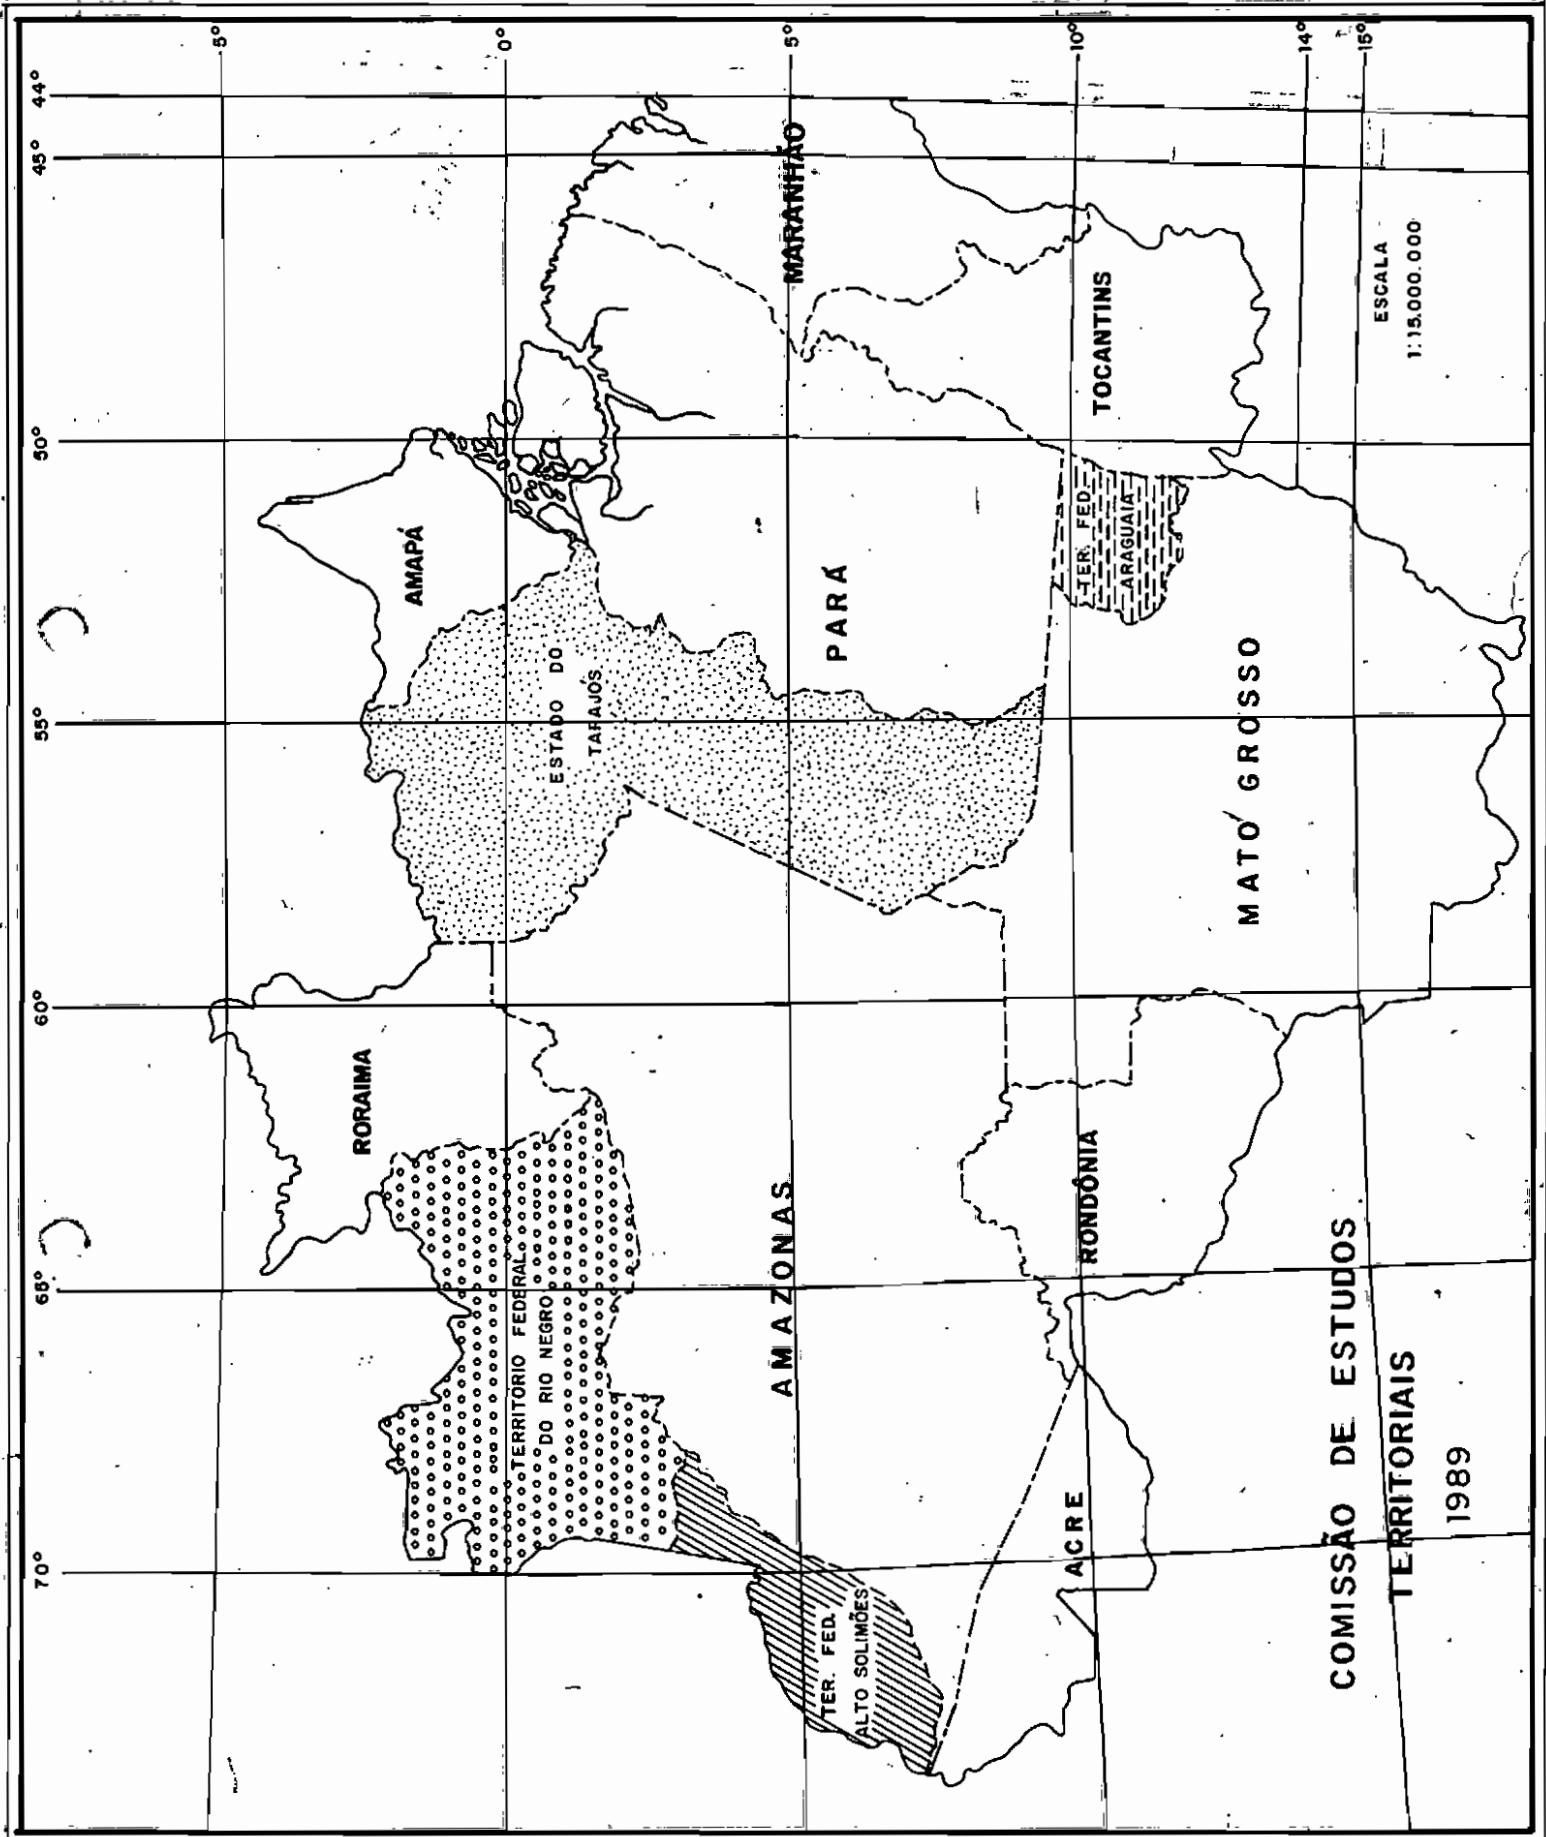 70°
65°
60°
55°
50°
45°
44°
5°
0°
5°
10°
14°
15°
RORAIMA
AMAPÁ
TERRITORIO FEDERAL
DO RIO NEGRO
ESTADO DO
TAPAJÓS
AMAZONAS
PARÁ
MARANHÃO
TER. FED.
ALTO SOLIMÕES
ACRE
RONDÔNIA
TER. FED.
ARAGUAIA
TOCANTINS
MATO GROSSO
COMISSÃO DE ESTUDOS
TERRITORIAIS
1989
ESCALA
1:15.000.000